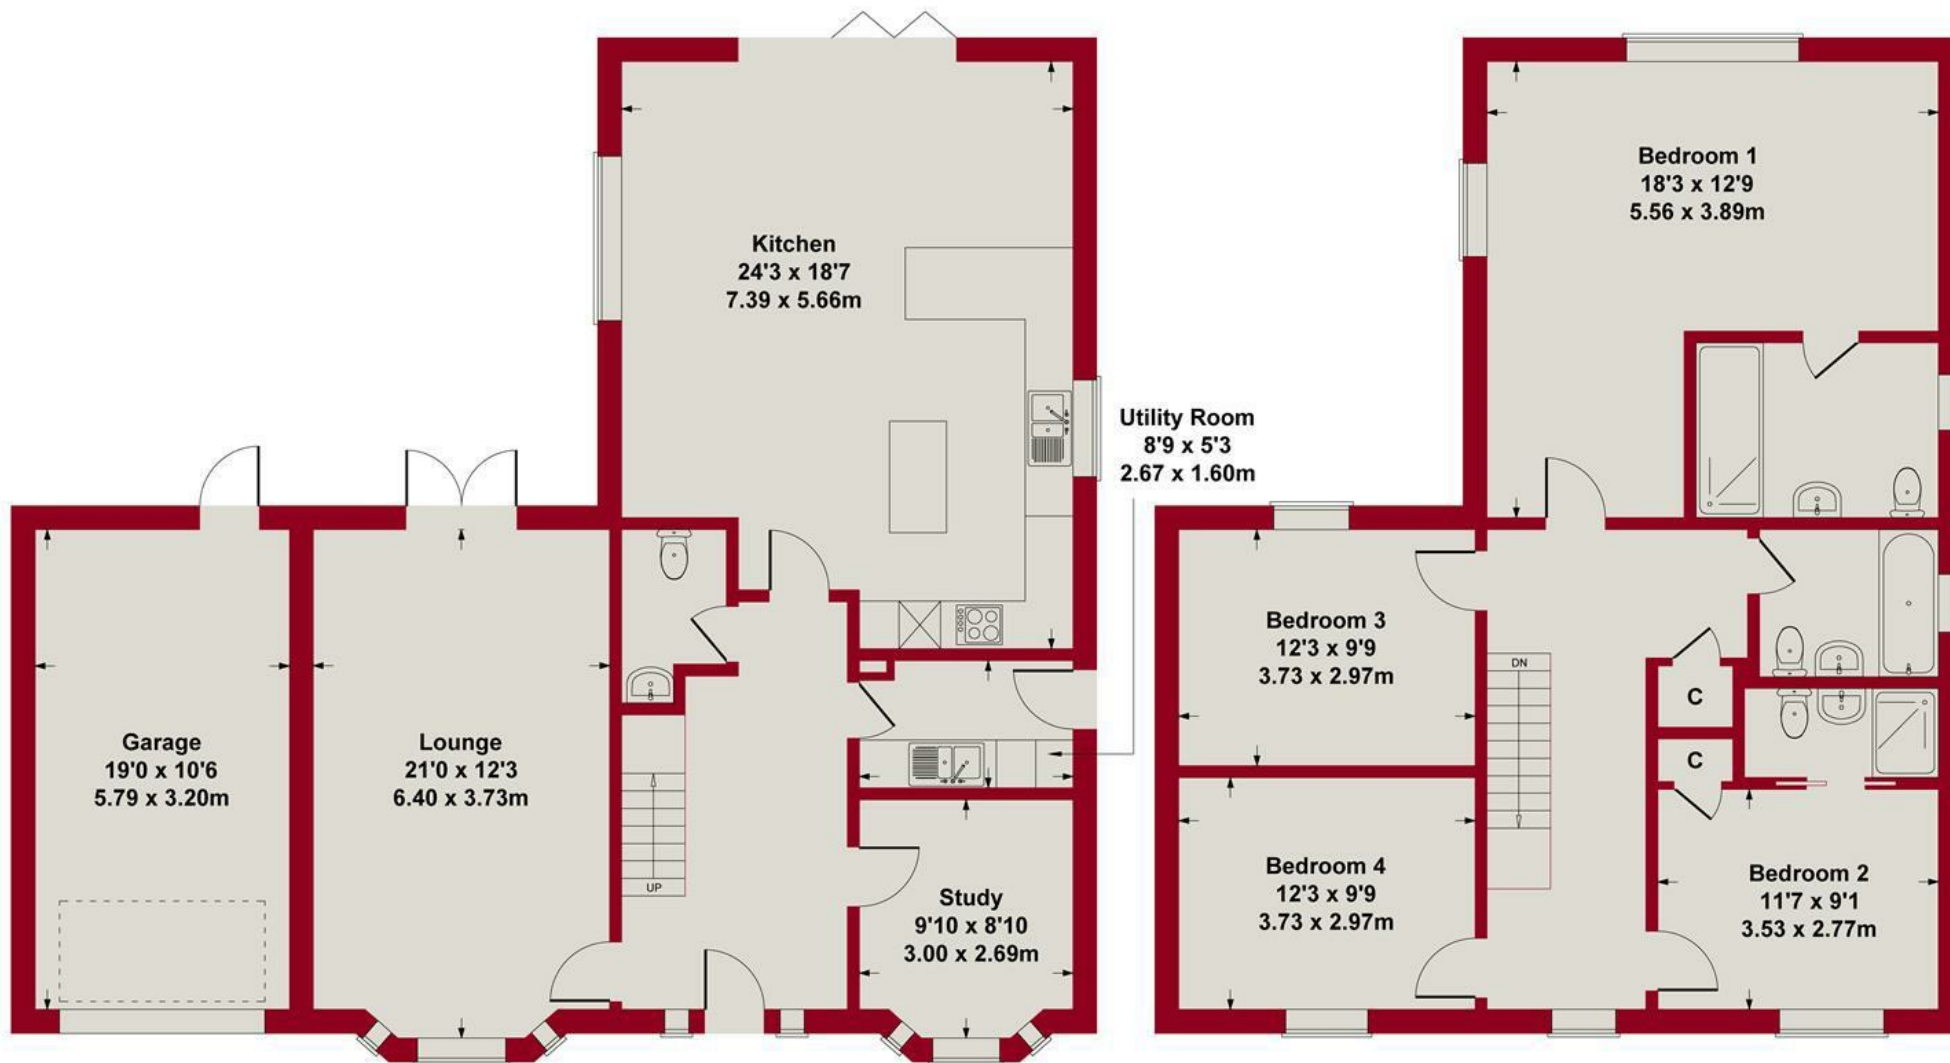 Kitchen
24'3 x 18'7
7.39 x 5.66m
Utility Room
8'9 x 5'3
2.67 x 1.60m
Garage
19'0 x 10'6
5.79 x 3.20m
Lounge
21'0 x 12'3
6.40 x 3.73m
UP
Study
9'10 x 8'10
3.00 x 2.69m
Bedroom 1
18'3 x 12'9
5.56 x 3.89m
Bedroom 3
12'3 x 9'9
3.73 x 2.97m
DN
C
C
Bedroom 4
12'3 x 9'9
3.73 x 2.97m
Bedroom 2
11'7 x 9'1
3.53 x 2.77m